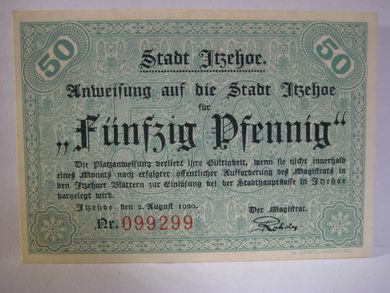 50 50
Stadt Itzehoe.
Anweisung auf die Stadt Itzehoe
für
„Fünfzig Pfennig“
Die Platzanweisung verliert ihre Gültigkeit, wenn sie nicht innerhalb
eines Monats nach erfolgter öffentlicher Aufforderung des Magistrats in
den Itzehoer Blättern zur Einlösung bei der Stadthauptkasse in Itzehoe
vorgelegt wird.
Itzehoe, den 2. August 1920. Der Magistrat.
Nr. 099299